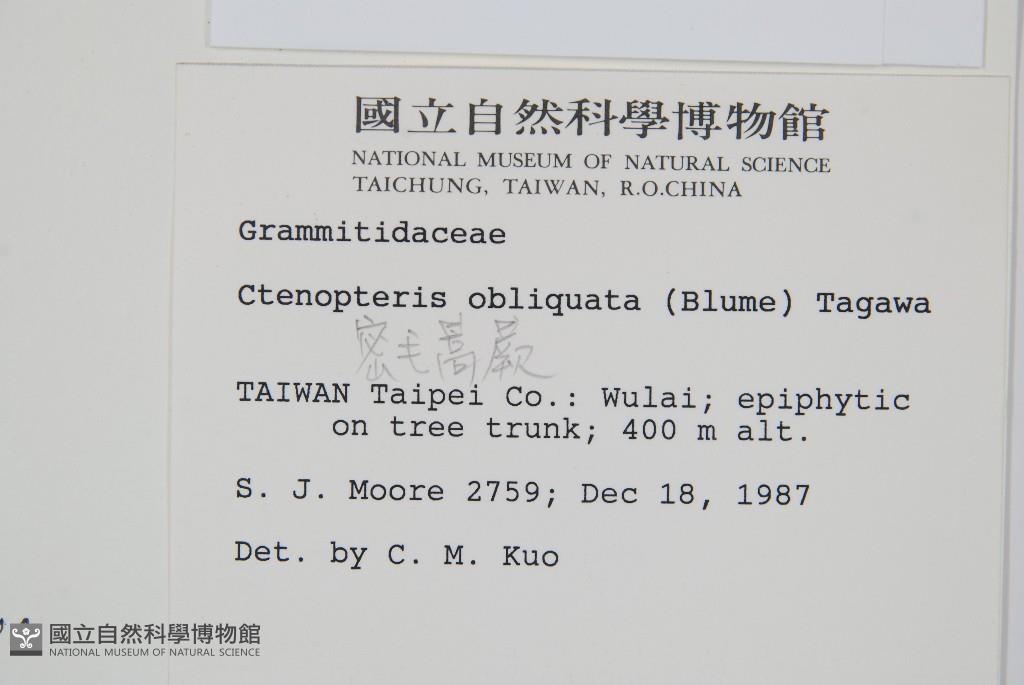 國立自然科學博物館
NATIONAL MUSEUM OF NATURAL SCIENCE
TAICHUNG, TAIWAN, R.O.CHINA
Grammitidaceae
Ctenopteris obliquata (Blume) Tagawa
密毛蒿蕨
TAIWAN Taipei Co.: Wulai; epiphytic
on tree trunk; 400 m alt.
S. J. Moore 2759; Dec 18, 1987
Det. by C. M. Kuo
國立自然科學博物館
NATIONAL MUSEUM OF NATURAL SCIENCE